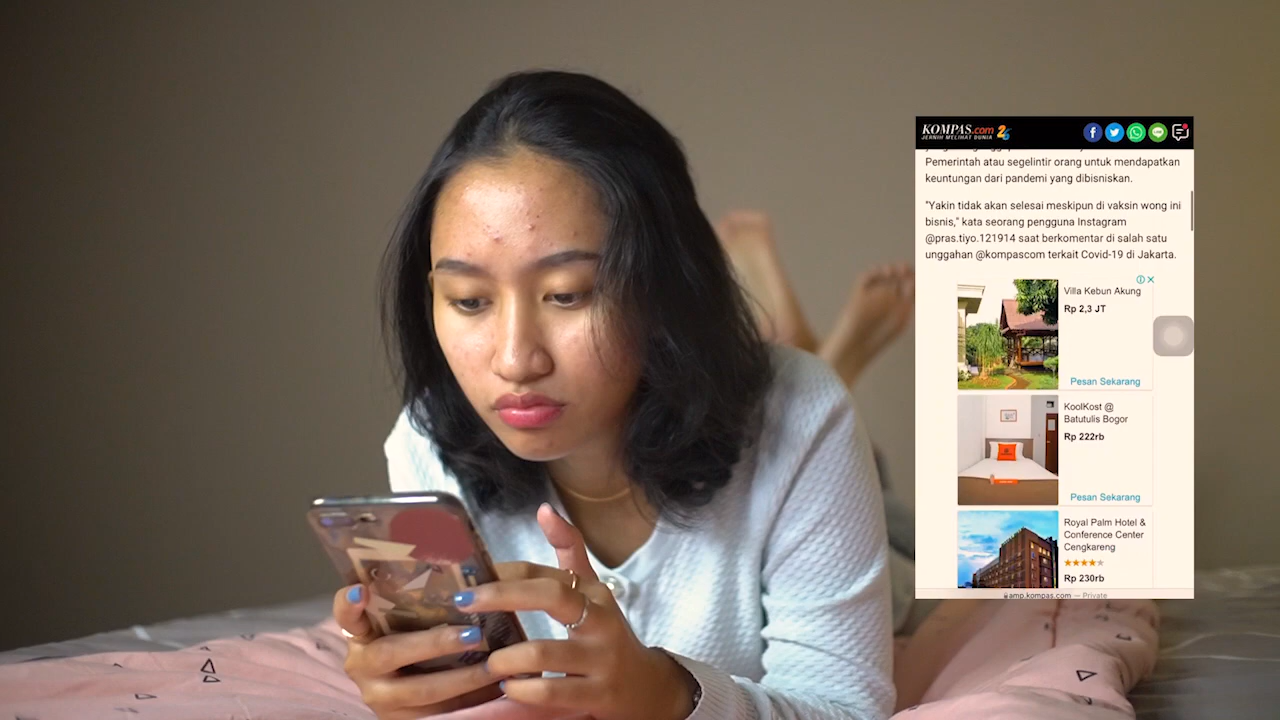 KOMPAS.com 26
JERNIH MELIHAT DUNIA
Pemerintah atau segelintir orang untuk mendapatkan
keuntungan dari pandemi yang dibisniskan.
"Yakin tidak akan selesai meskipun di vaksin wong ini
bisnis," kata seorang pengguna Instagram
@pras.tiyo.121914 saat berkomentar di salah satu
unggahan @kompascom terkait Covid-19 di Jakarta.
Villa Kebun Akung
Rp 2,3 JT
Pesan Sekarang
KoolKost @
Batutulis Bogor
Rp 222rb
Pesan Sekarang
Royal Palm Hotel &
Conference Center
Cengkareng
Rp 230rb
amp.kompas.com — Private